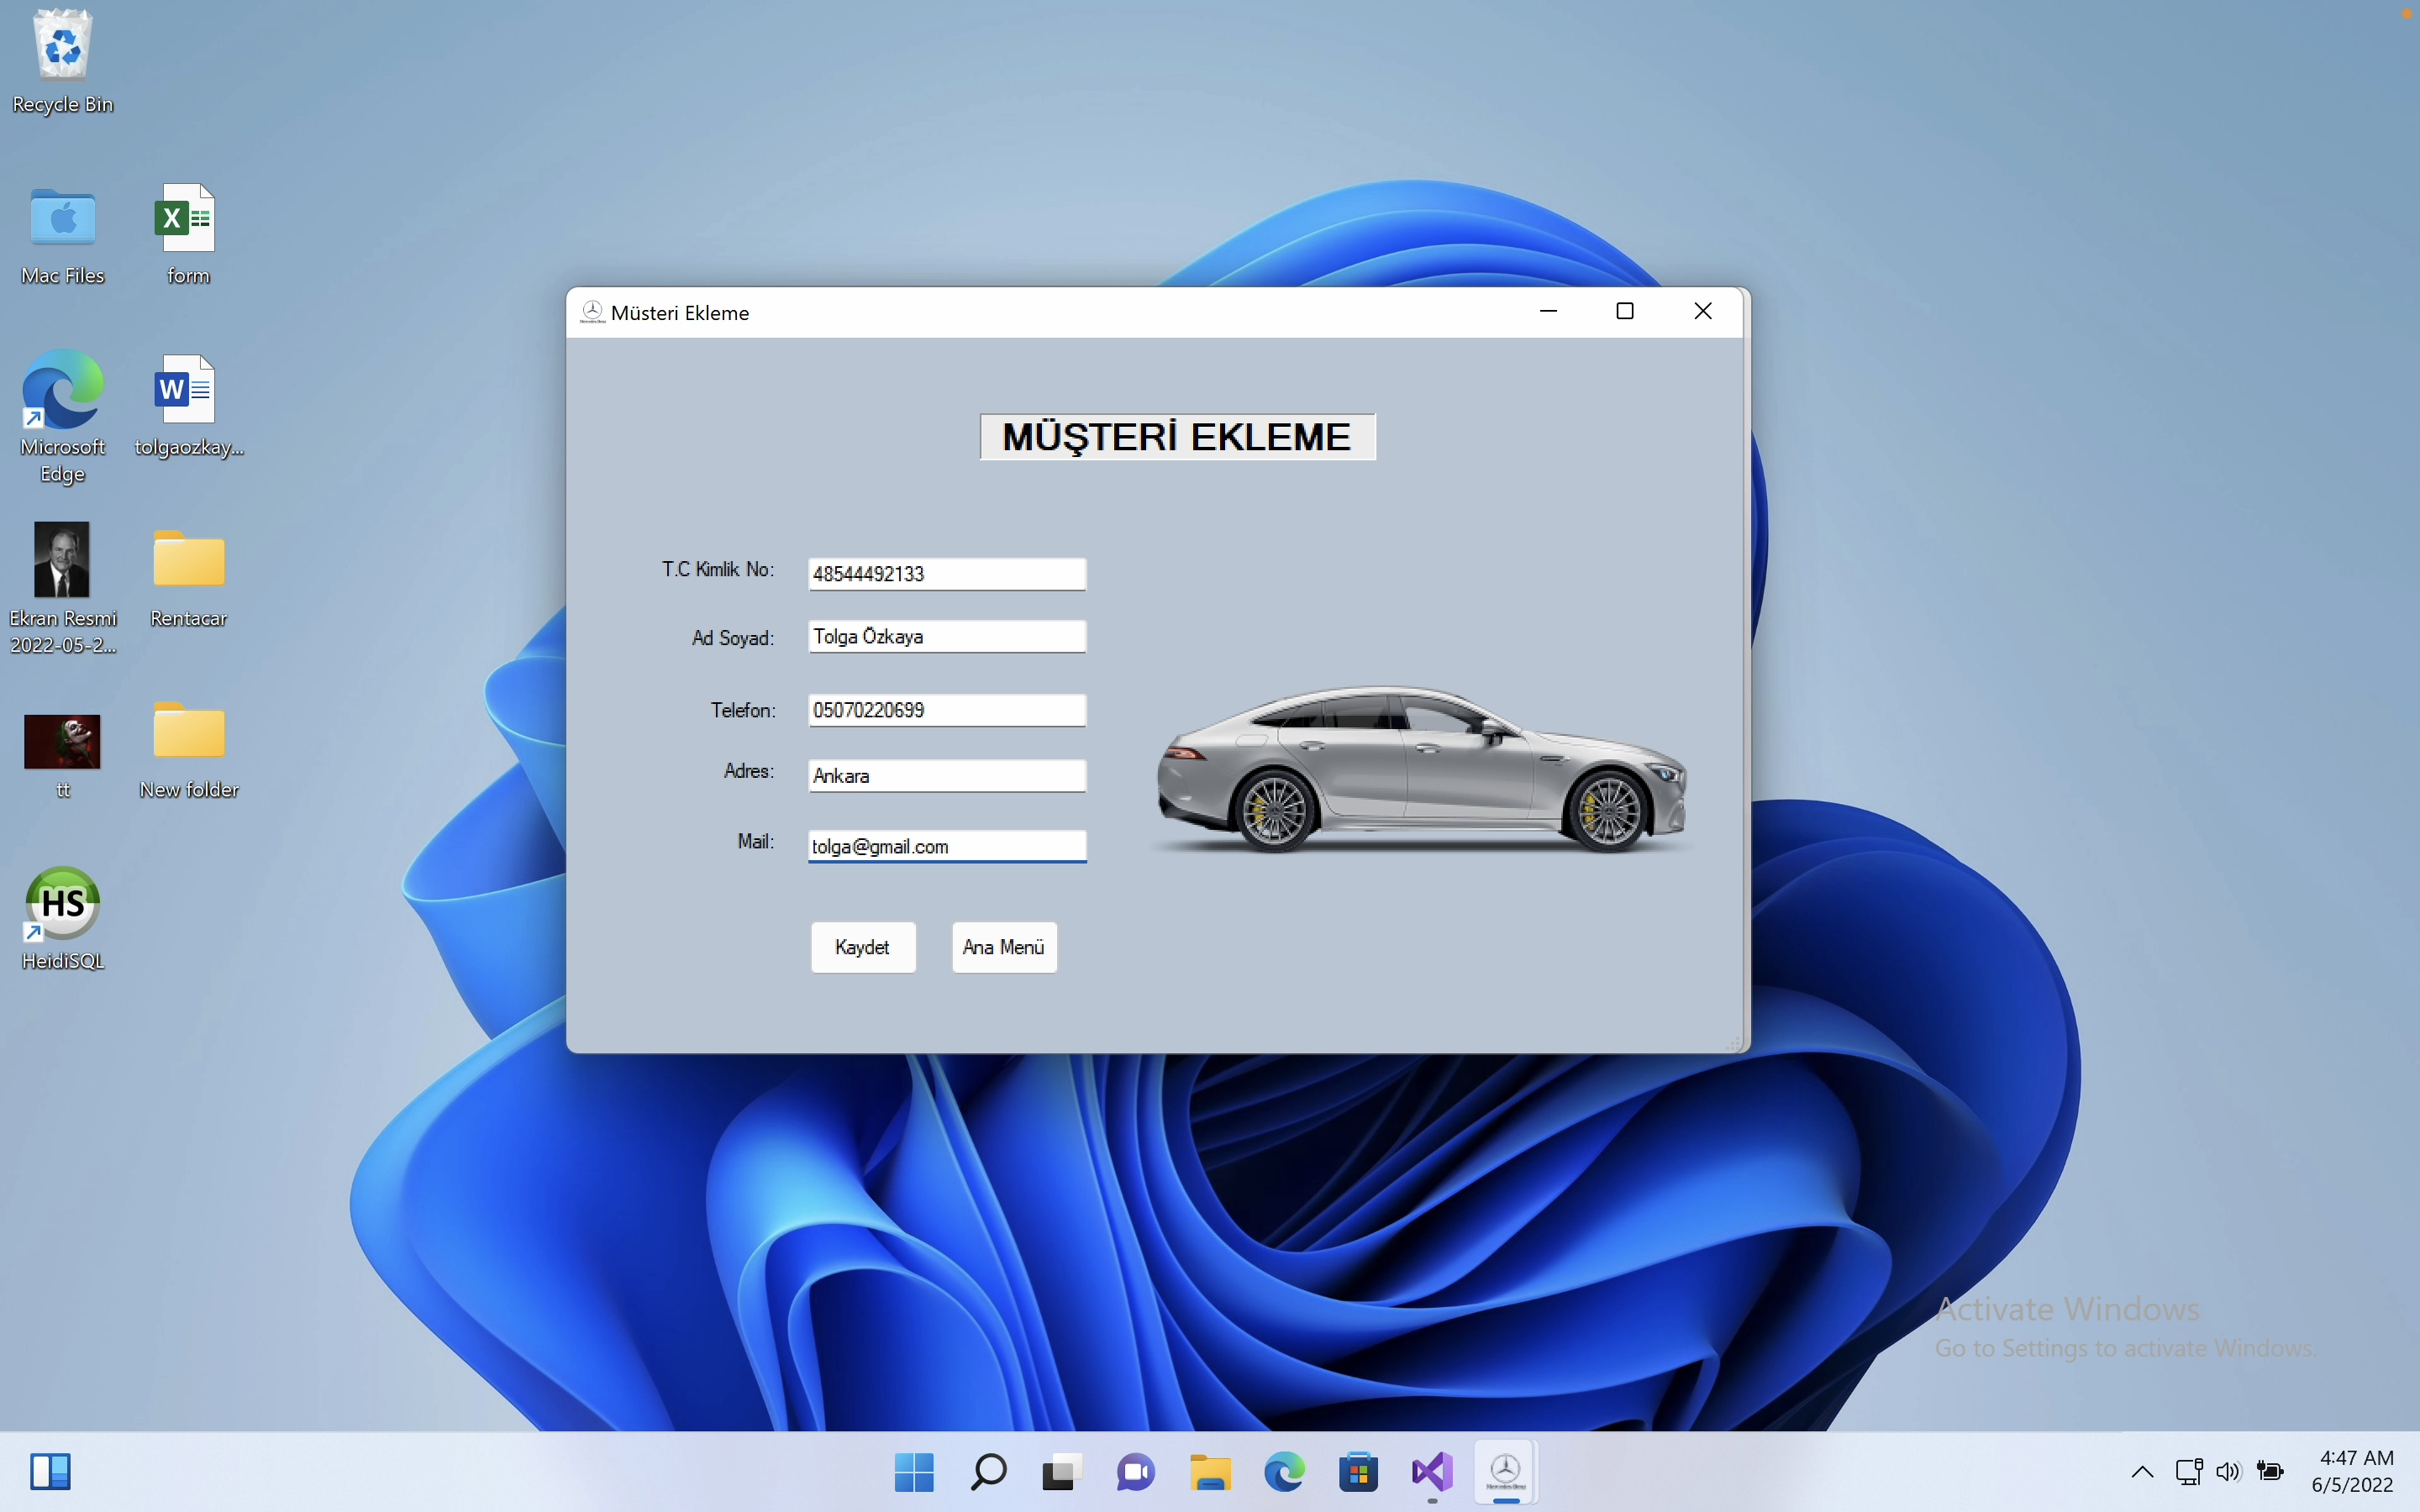 Recycle Bin
Mac Files
form
Microsoft
Edge
tolgaozkay...
Ekran Resmi
2022-05-2...
Rentacar
tt
New folder
HS
HeidiSQL
Müsteri Ekleme
MÜŞTERİ EKLEME
T.C Kimlik No:
48544492133
Ad Soyad:
Tolga Özkaya
Telefon:
05070220699
Adres:
Ankara
Mail:
tolga@gmail.com
Kaydet
Ana Menü
Activate Windows
Go to Settings to activate Windows.
4:47 AM
6/5/2022